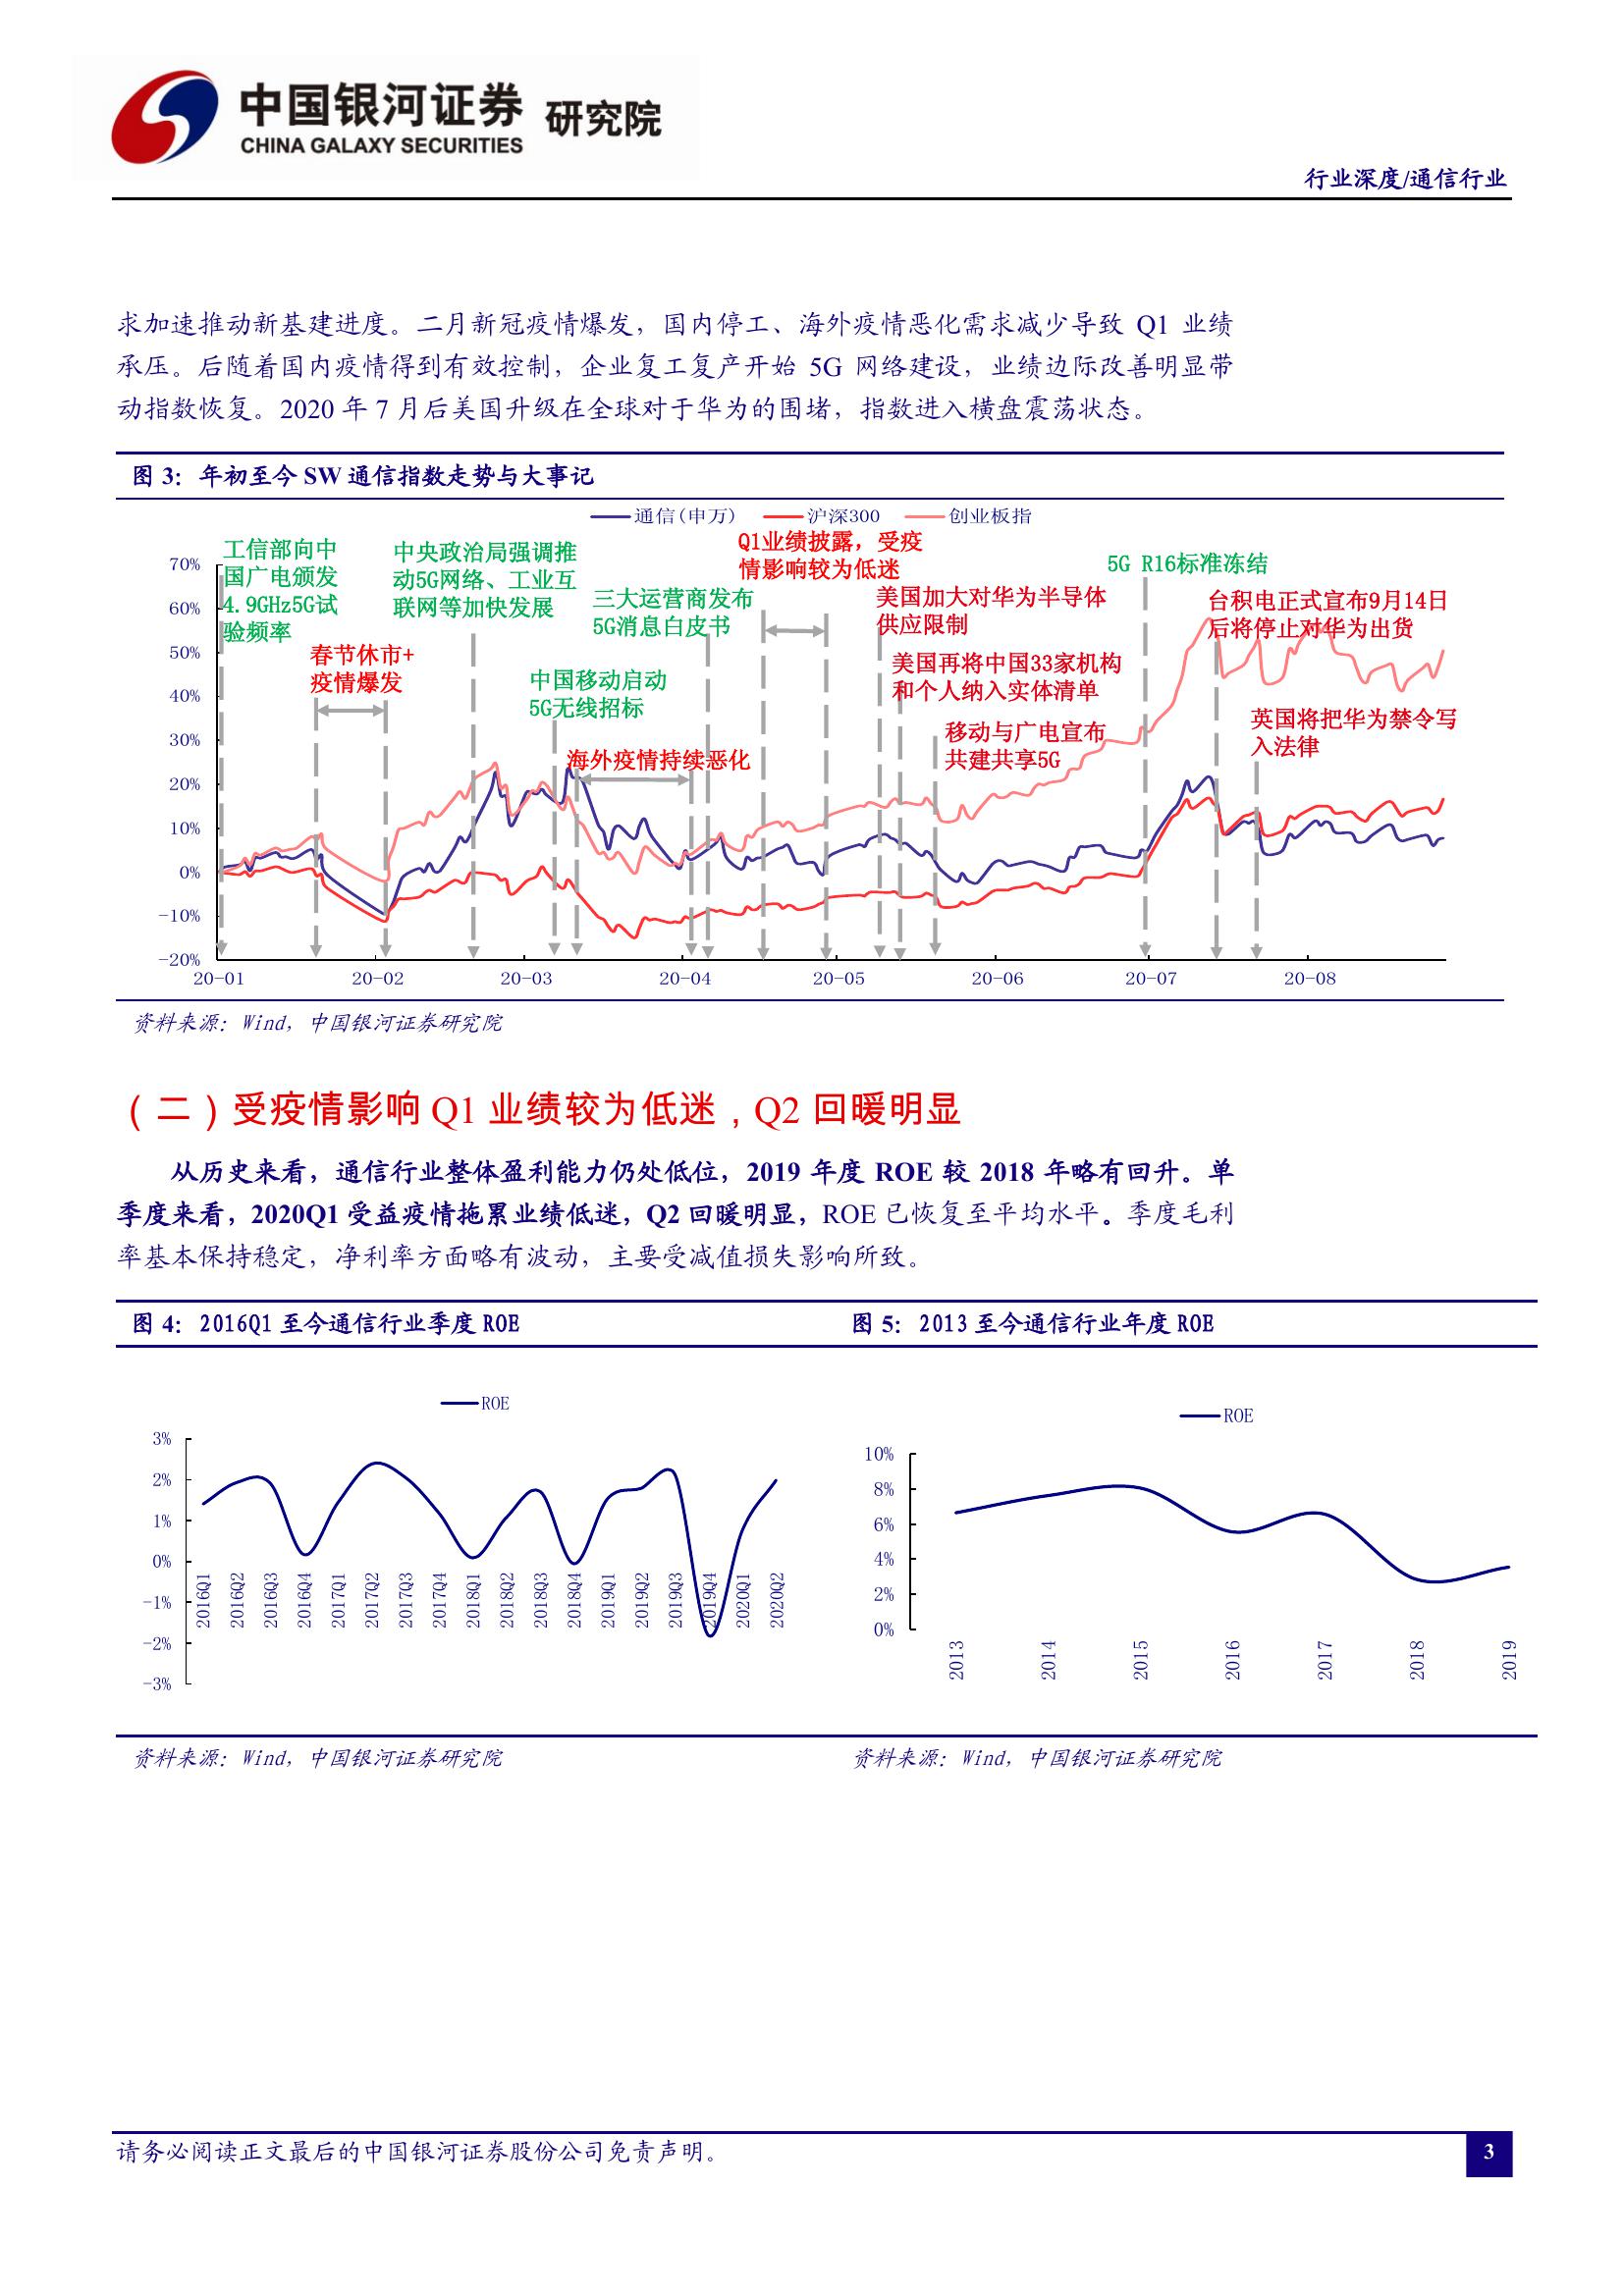 中国银河证券 研究院
CHINA GALAXY SECURITIES
行业深度/通信行业
求加速推动新基建进度。二月新冠疫情爆发，国内停工、海外疫情恶化需求减少导致 Q1 业绩
承压。后随着国内疫情得到有效控制，企业复工复产开始 5G 网络建设，业绩边际改善明显带
动指数恢复。2020 年 7 月后美国升级在全球对于华为的围堵，指数进入横盘震荡状态。
图 3：年初至今 SW 通信指数走势与大事记
通信(申万) 沪深300 创业板指
工信部向中
国广电颁发
4.9GHz5G试
验频率
春节休市+
疫情爆发
中央政治局强调推
动5G网络、工业互
联网等加快发展
中国移动启动
5G无线招标
三大运营商发布
5G消息白皮书
海外疫情持续恶化
Q1业绩披露，受疫
情影响较为低迷
美国加大对华为半导体
供应限制
美国再将中国33家机构
和个人纳入实体清单
移动与广电宣布
共建共享5G
5G R16标准冻结
台积电正式宣布9月14日
后将停止对华为出货
英国将把华为禁令写
入法律
70%
60%
50%
40%
30%
20%
10%
0%
-10%
-20%
20-01 20-02 20-03 20-04 20-05 20-06 20-07 20-08
资料来源：Wind，中国银河证券研究院
（二）受疫情影响 Q1 业绩较为低迷，Q2 回暖明显
从历史来看，通信行业整体盈利能力仍处低位，2019 年度 ROE 较 2018 年略有回升。单
季度来看，2020Q1 受益疫情拖累业绩低迷，Q2 回暖明显，ROE 已恢复至平均水平。季度毛利
率基本保持稳定，净利率方面略有波动，主要受减值损失影响所致。
图 4：2016Q1 至今通信行业季度 ROE
ROE
3%
2%
1%
0%
-1%
-2%
-3%
2016Q1 2016Q2 2016Q3 2016Q4 2017Q1 2017Q2 2017Q3 2017Q4 2018Q1 2018Q2 2018Q3 2018Q4 2019Q1 2019Q2 2019Q3 2019Q4 2020Q1 2020Q2
资料来源：Wind，中国银河证券研究院
图 5：2013 至今通信行业年度 ROE
ROE
10%
8%
6%
4%
2%
0%
2013 2014 2015 2016 2017 2018 2019
资料来源：Wind，中国银河证券研究院
请务必阅读正文最后的中国银河证券股份公司免责声明。
3